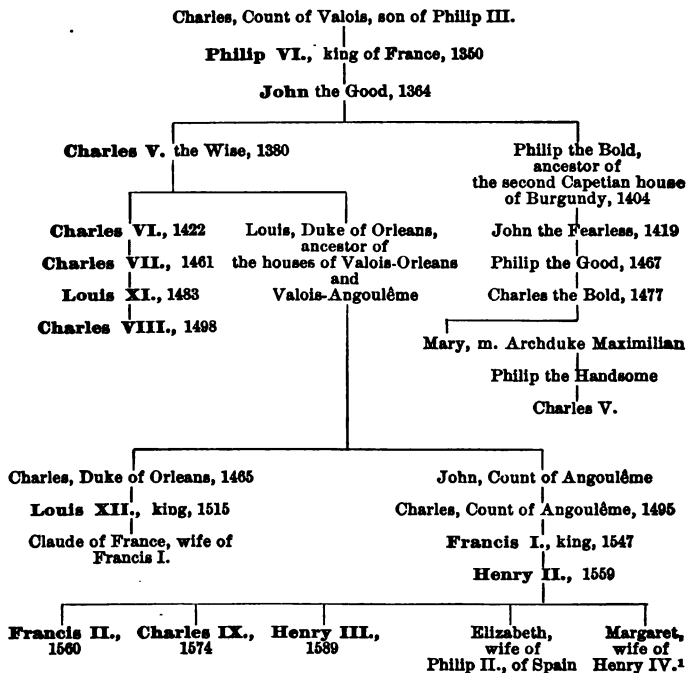 Charles, Count of Valois, son of Philip III.
Philip VI., king of France, 1350
John the Good, 1364
Charles V. the Wise, 1380
Philip the Bold,
ancestor of
the second Capetian house
of Burgundy, 1404
Charles VI., 1422
Charles VII., 1461
Louis XI., 1483
Charles VIII., 1498
Louis, Duke of Orleans,
ancestor of
the houses of Valois-Orleans
and
Valois-Angoulême
John the Fearless, 1419
Philip the Good, 1467
Charles the Bold, 1477
Mary, m. Archduke Maximilian
Philip the Handsome
Charles V.
Charles, Duke of Orleans, 1465
Louis XII., king, 1515
Claude of France, wife of
Francis I.
John, Count of Angoulême
Charles, Count of Angoulême, 1495
Francis I., king, 1547
Henry II., 1559
Francis II.,
1560
Charles IX.,
1574
Henry III.,
1589
Elizabeth,
wife of
Philip II., of Spain
Margaret,
wife of
Henry IV.¹